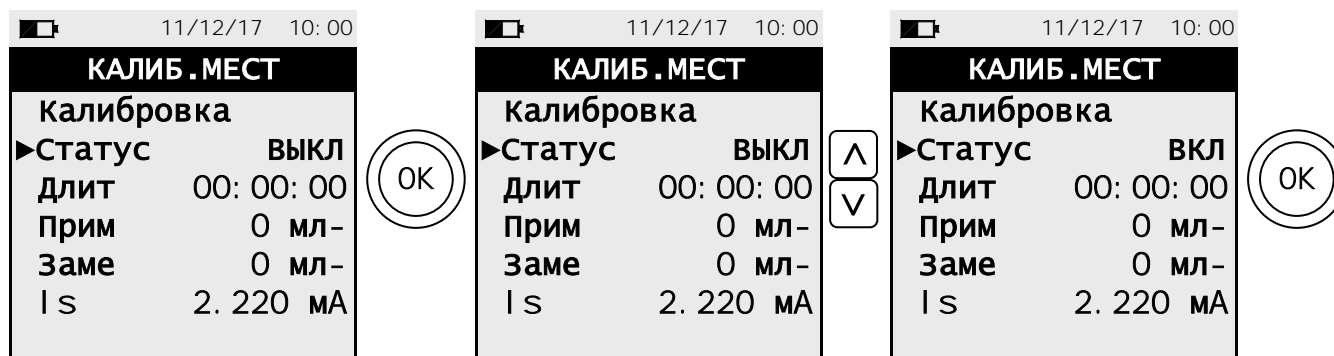 11/12/17 10:00
КАЛИБ.МЕСТ
Калибровка
▶Статус ВЫКЛ
Длит 00:00:00
Прим 0 мл-
Заме 0 мл-
Is 2.220 мА
OK
11/12/17 10:00
КАЛИБ.МЕСТ
Калибровка
▶Статус ВЫКЛ
Длит 00:00:00
Прим 0 мл-
Заме 0 мл-
Is 2.220 мА
11/12/17 10:00
КАЛИБ.МЕСТ
Калибровка
▶Статус ВКЛ
Длит 00:00:00
Прим 0 мл-
Заме 0 мл-
Is 2.220 мА
OK